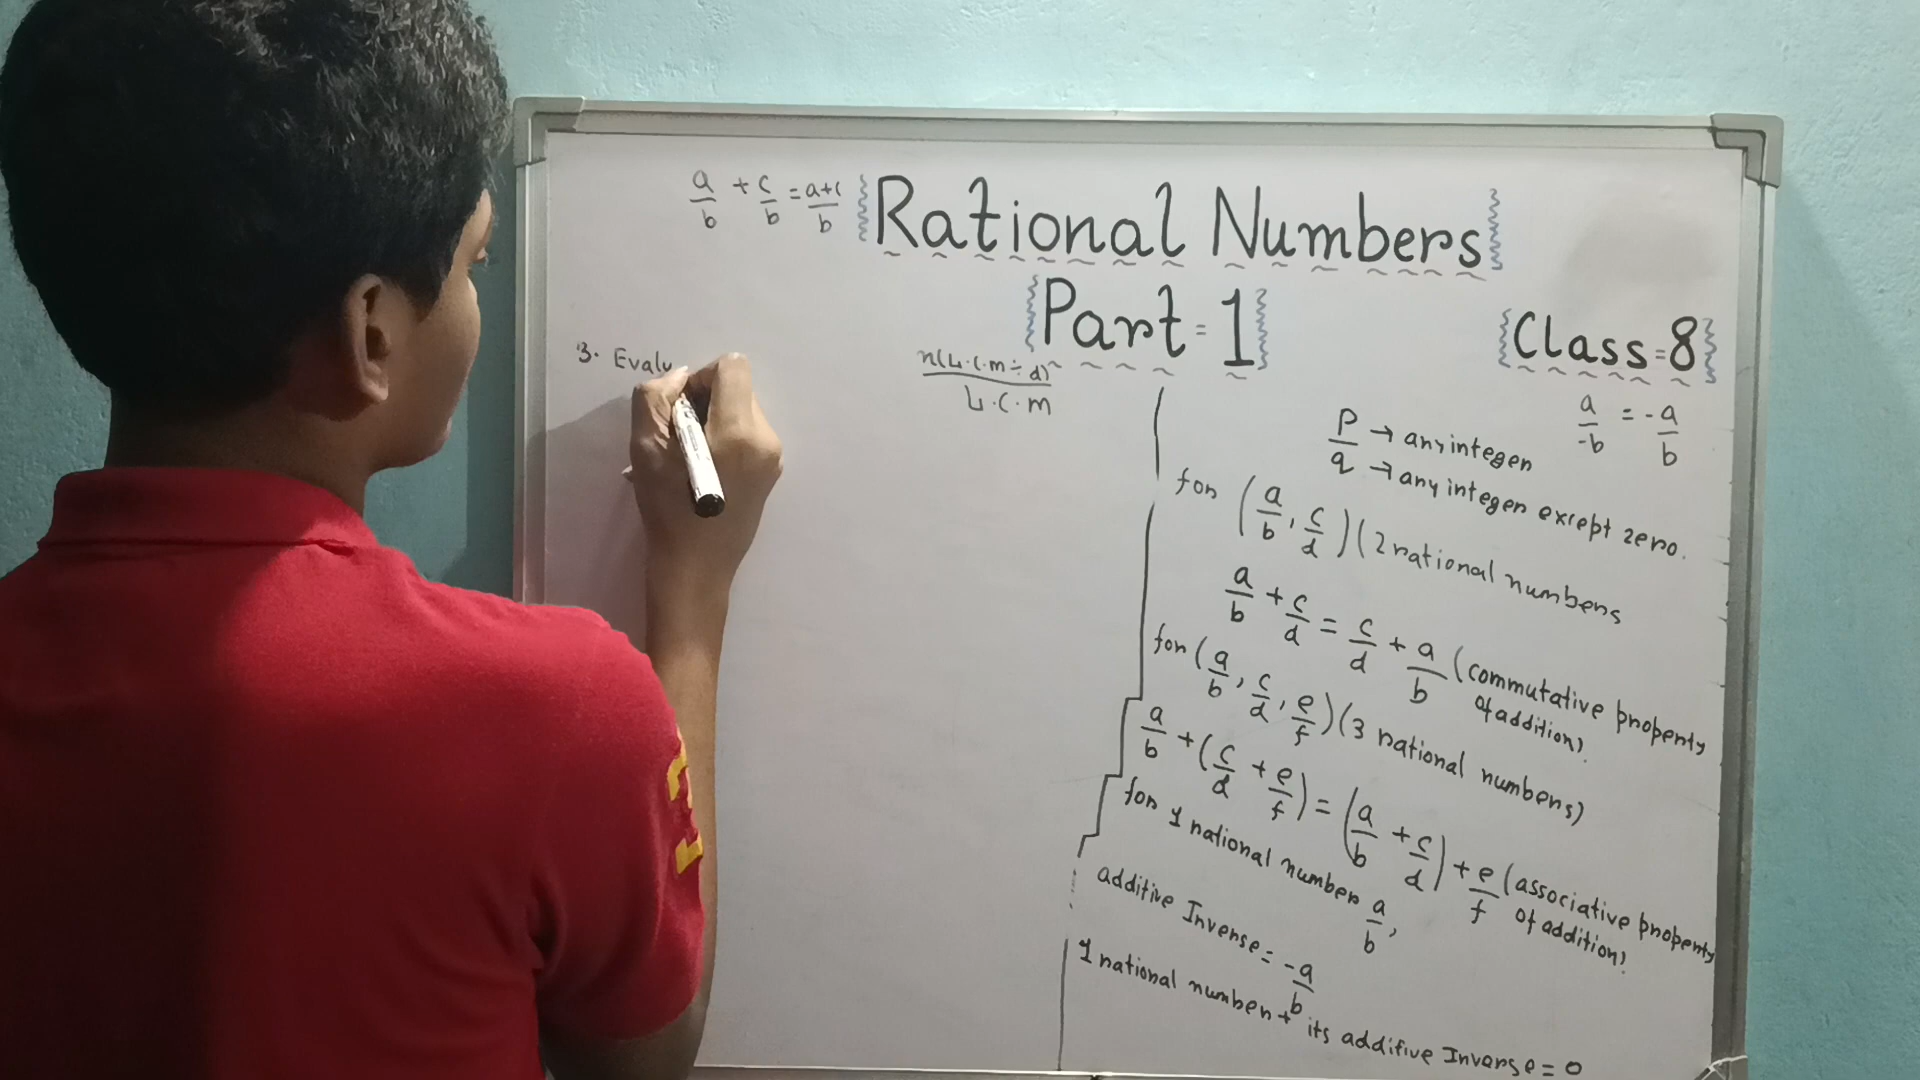 a/b + c/b = a+c/b
Rational Numbers
Part = 1
Class = 8
3. Evalu
n(L.C.m ÷ d)/L.C.m
a/-b = -a/b
p/q → any integer
→ any integer except zero.
for (a/b, c/d) (2 rational numbers
a/b + c/d = c/d + a/b (commutative property
of addition)
for (a/b, c/d, e/f) (3 rational numbers)
a/b + (c/d + e/f) = (a/b + c/d) + e/f (associative property
of addition)
for 1 rational number a/b,
additive Inverse = -a/b
1 rational number + its additive Inverse = 0